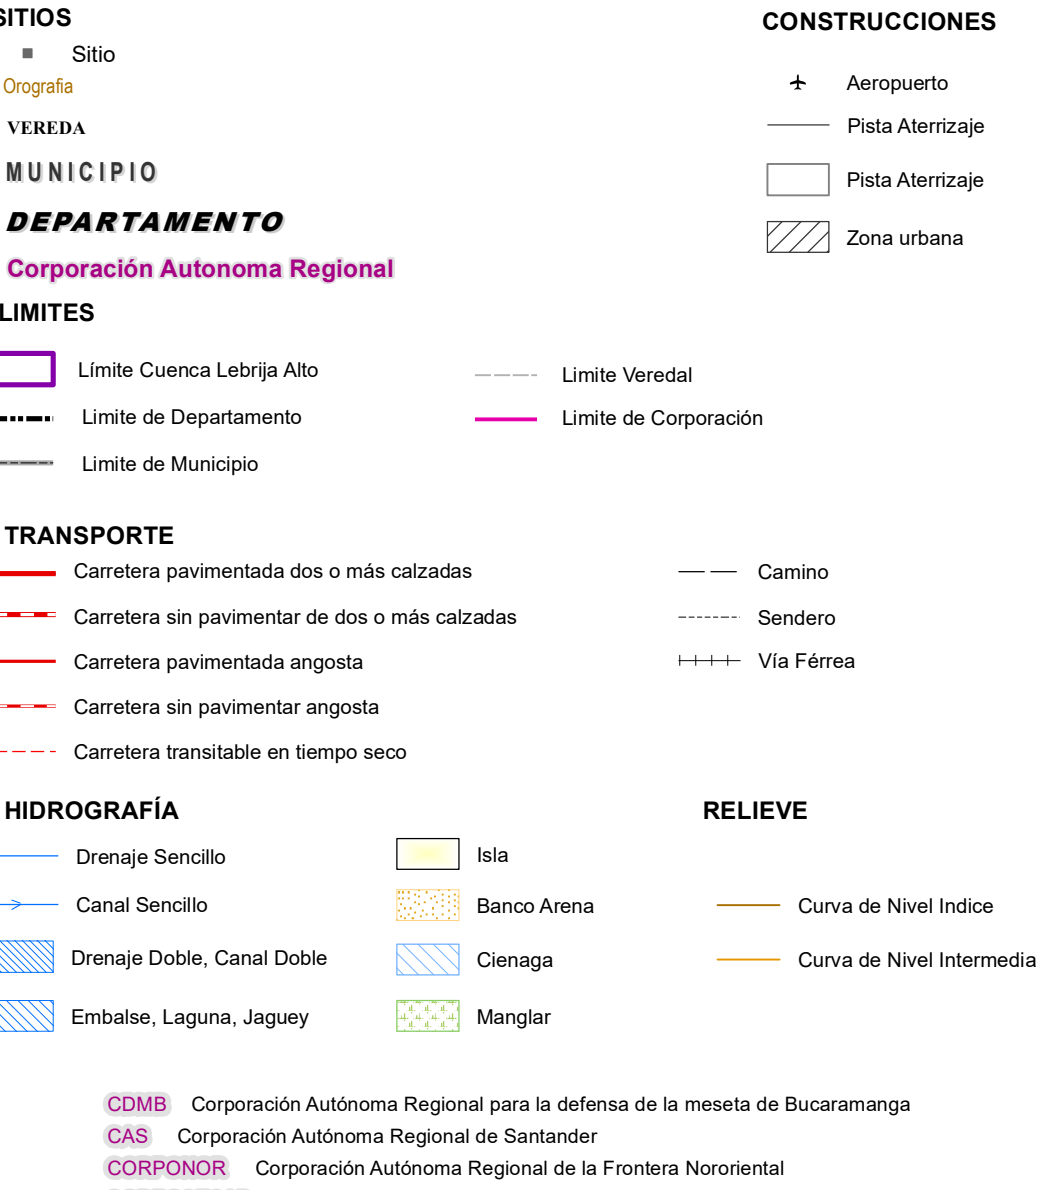 SITIOS
Sitio
Orografia
VEREDA
MUNICIPIO
DEPARTAMENTO
Corporación Autonoma Regional
CONSTRUCCIONES
Aeropuerto
Pista Aterrizaje
Pista Aterrizaje
Zona urbana
LIMITES
Límite Cuenca Lebrija Alto
Limite de Departamento
Limite de Municipio
Limite Veredal
Limite de Corporación
TRANSPORTE
Carretera pavimentada dos o más calzadas
Carretera sin pavimentar de dos o más calzadas
Carretera pavimentada angosta
Carretera sin pavimentar angosta
Carretera transitable en tiempo seco
Camino
Sendero
Vía Férrea
HIDROGRAFÍA
Drenaje Sencillo
Canal Sencillo
Drenaje Doble, Canal Doble
Embalse, Laguna, Jaguey
Isla
Banco Arena
Cienaga
Manglar
RELIEVE
Curva de Nivel Indice
Curva de Nivel Intermedia
CDMB Corporación Autónoma Regional para la defensa de la meseta de Bucaramanga
CAS Corporación Autónoma Regional de Santander
CORPONOR Corporación Autónoma Regional de la Frontera Nororiental